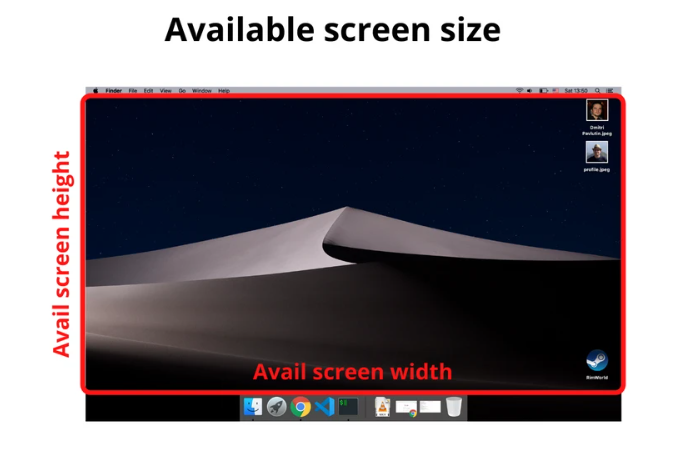 Available screen size
Finder File Edit View Go Window Help
Sat 13:50
Dmitri
Pavlutin.jpeg
profile.jpeg
Avail screen height
RimWorld
Avail screen width